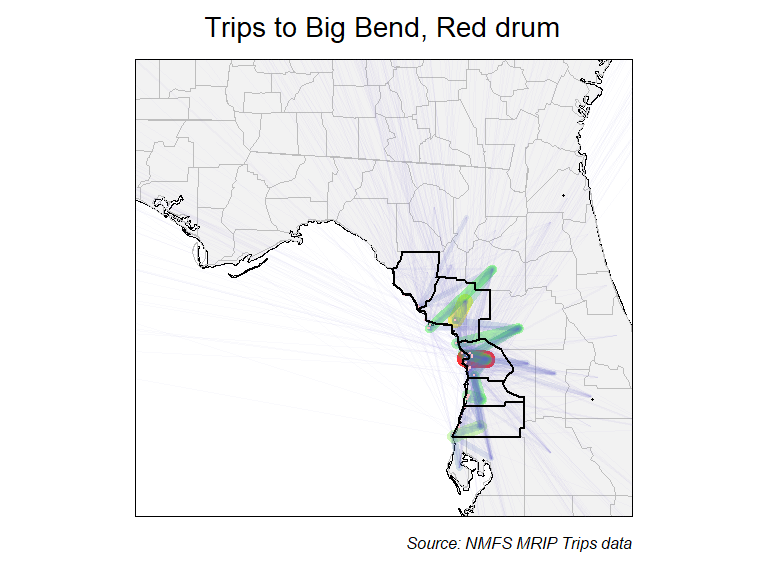 Trips to Big Bend, Red drum
Source: NMFS MRIP Trips data